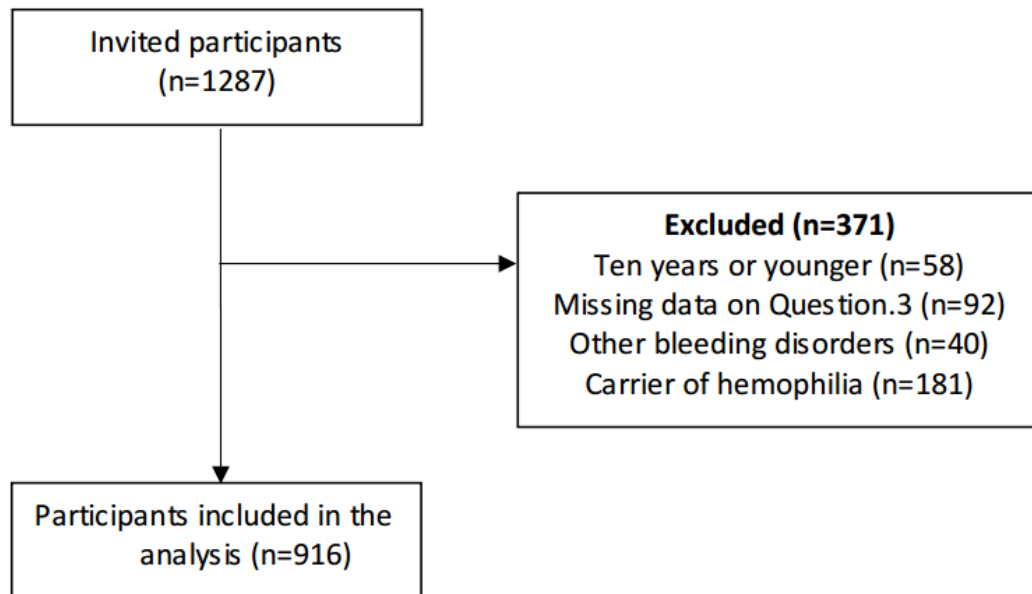 Invited participants
(n=1287)
Excluded (n=371)
Ten years or younger (n=58)
Missing data on Question.3 (n=92)
Other bleeding disorders (n=40)
Carrier of hemophilia (n=181)
Participants included in the
analysis (n=916)